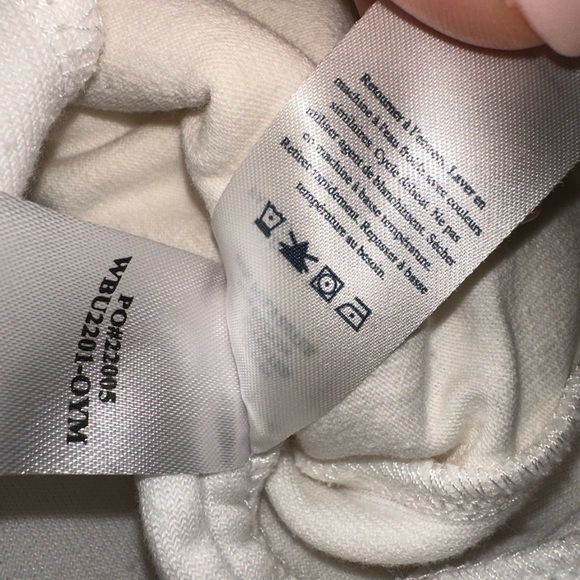 Retourner à l'envers. Laver en
machine à l'eau froide avec couleurs
similaires. Cycle délicat. Ne pas
utiliser agent de blanchiment. Sécher
en machine à basse température.
Retirer rapidement. Repasser à basse
température au besoin.
PO#22005
WBU2201-OYM